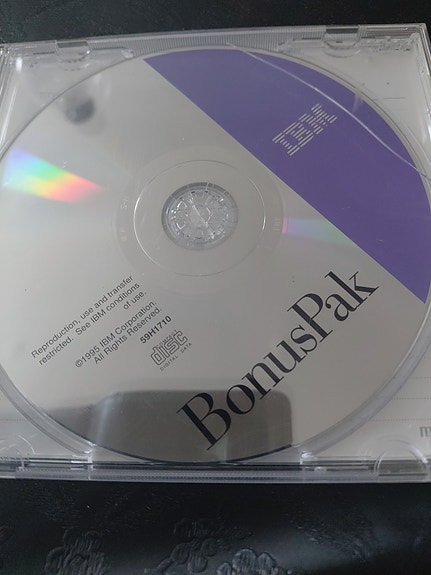 IBM
Reproduction, use and transfer
restricted. See IBM conditions
of use.
©1995 IBM Corporation.
All Rights Reserved.
59H1710
COMPACT
disc
DIGITAL DATA
BonusPak